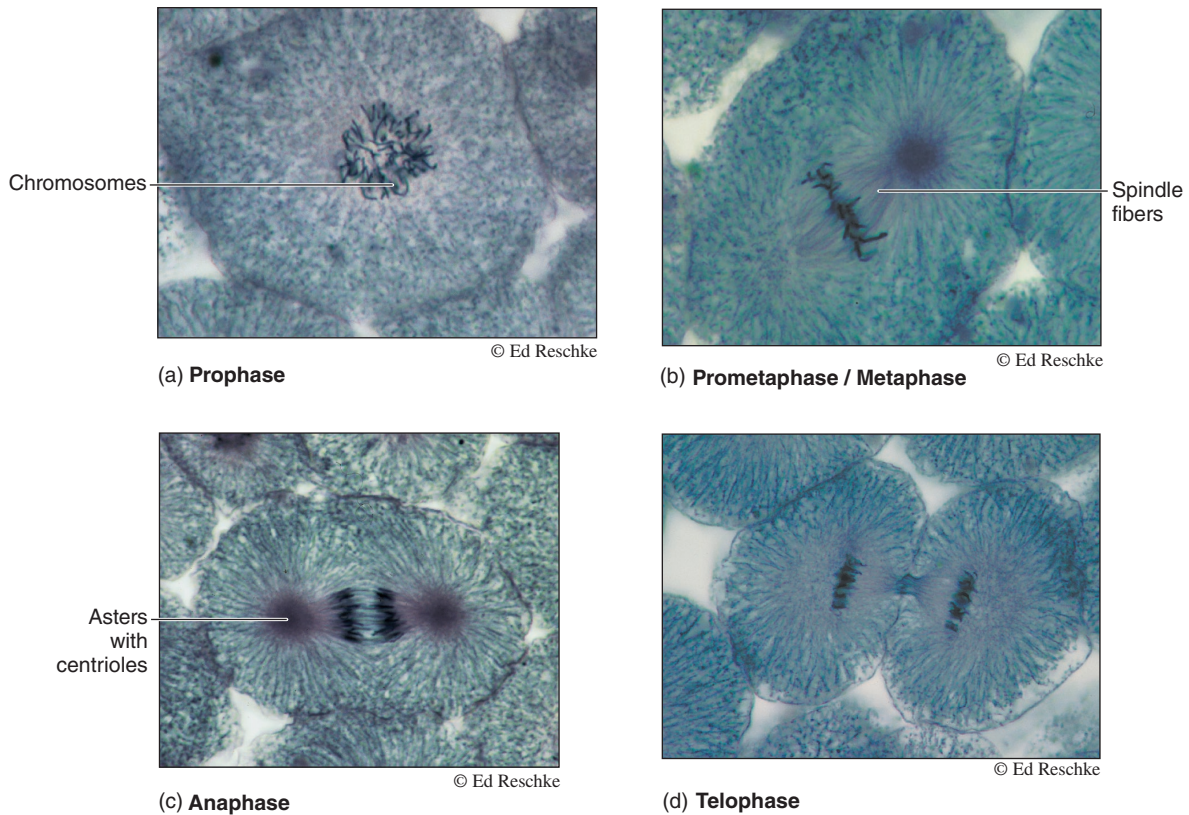 Chromosomes
Spindle
fibers
© Ed Reschke
© Ed Reschke
(a) Prophase
(b) Prometaphase / Metaphase
Asters
with
centrioles
© Ed Reschke
© Ed Reschke
(c) Anaphase
(d) Telophase